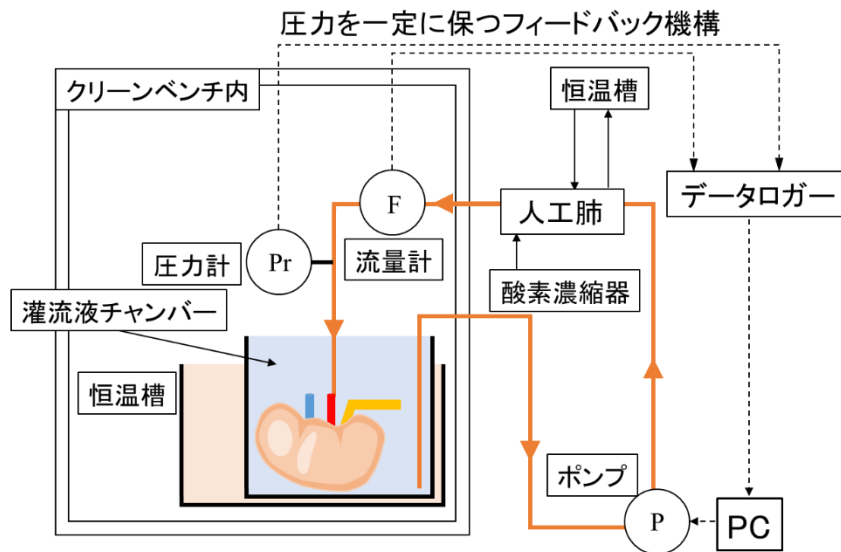 圧力を一定に保つフィードバック機構
クリーンベンチ内
恒温槽
データロガー
人工肺
F
流量計
圧力計
Pr
酸素濃縮器
灌流液チャンバー
恒温槽
ポンプ
P
PC